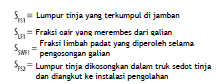 S_FS1 = Lumpur tinja yang terkumpul di jamban
S_LF1 = Fraksi cair yang merembes dari galian
S_SWF1 = Fraksi limbah padat yang diperoleh selama
pengosongan galian
S_FS2 = Lumpur tinja dikosongkan dalam truk sedot tinja
dan diangkut ke instalasi pengolahan